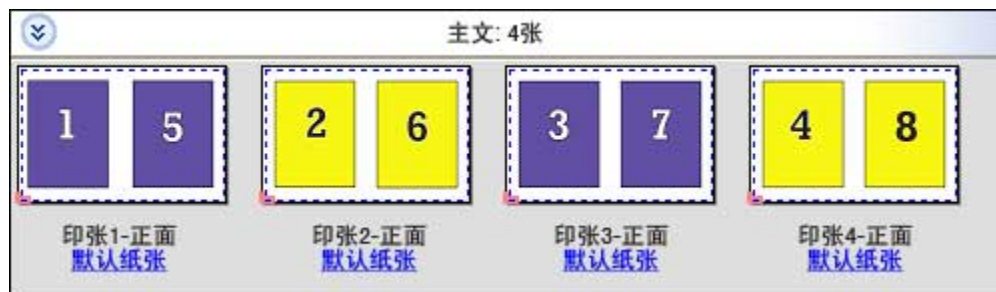 主文: 4张
1 5 2 6 3 7 4 8
印张1-正面 印张2-正面 印张3-正面 印张4-正面
默认纸张 默认纸张 默认纸张 默认纸张